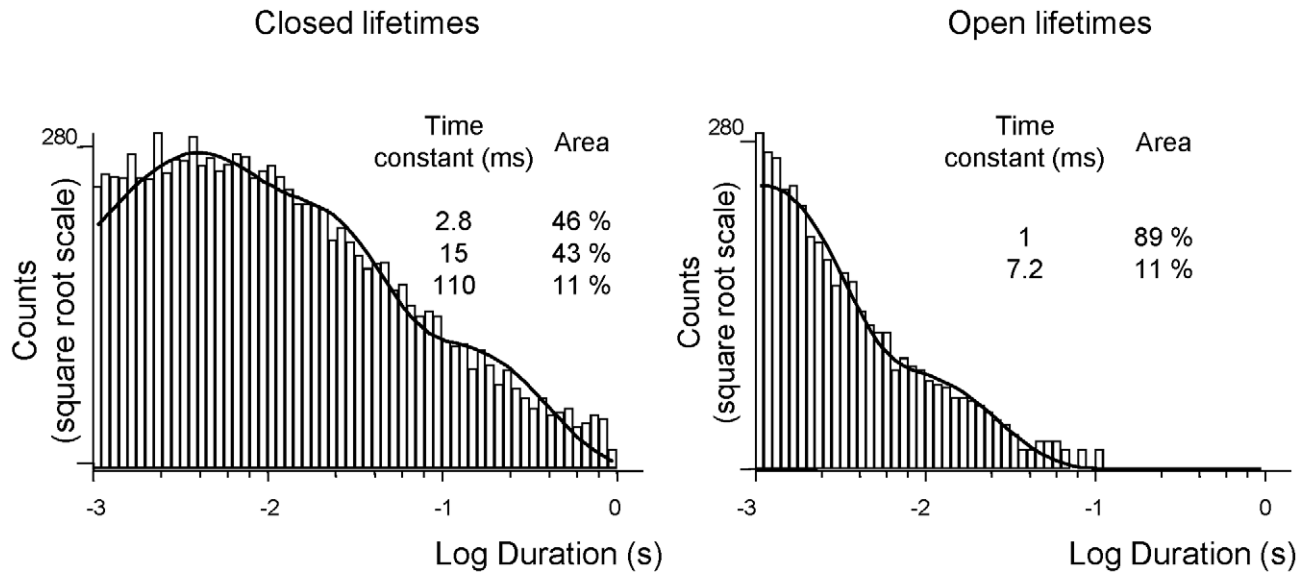 Closed lifetimes
280
Counts
(square root scale)
Time
constant (ms)
Area
2.8 46 %
15 43 %
110 11 %
-3 -2 -1 0
Log Duration (s)
Open lifetimes
280
Counts
(square root scale)
Time
constant (ms)
Area
1 89 %
7.2 11 %
-3 -2 -1 0
Log Duration (s)